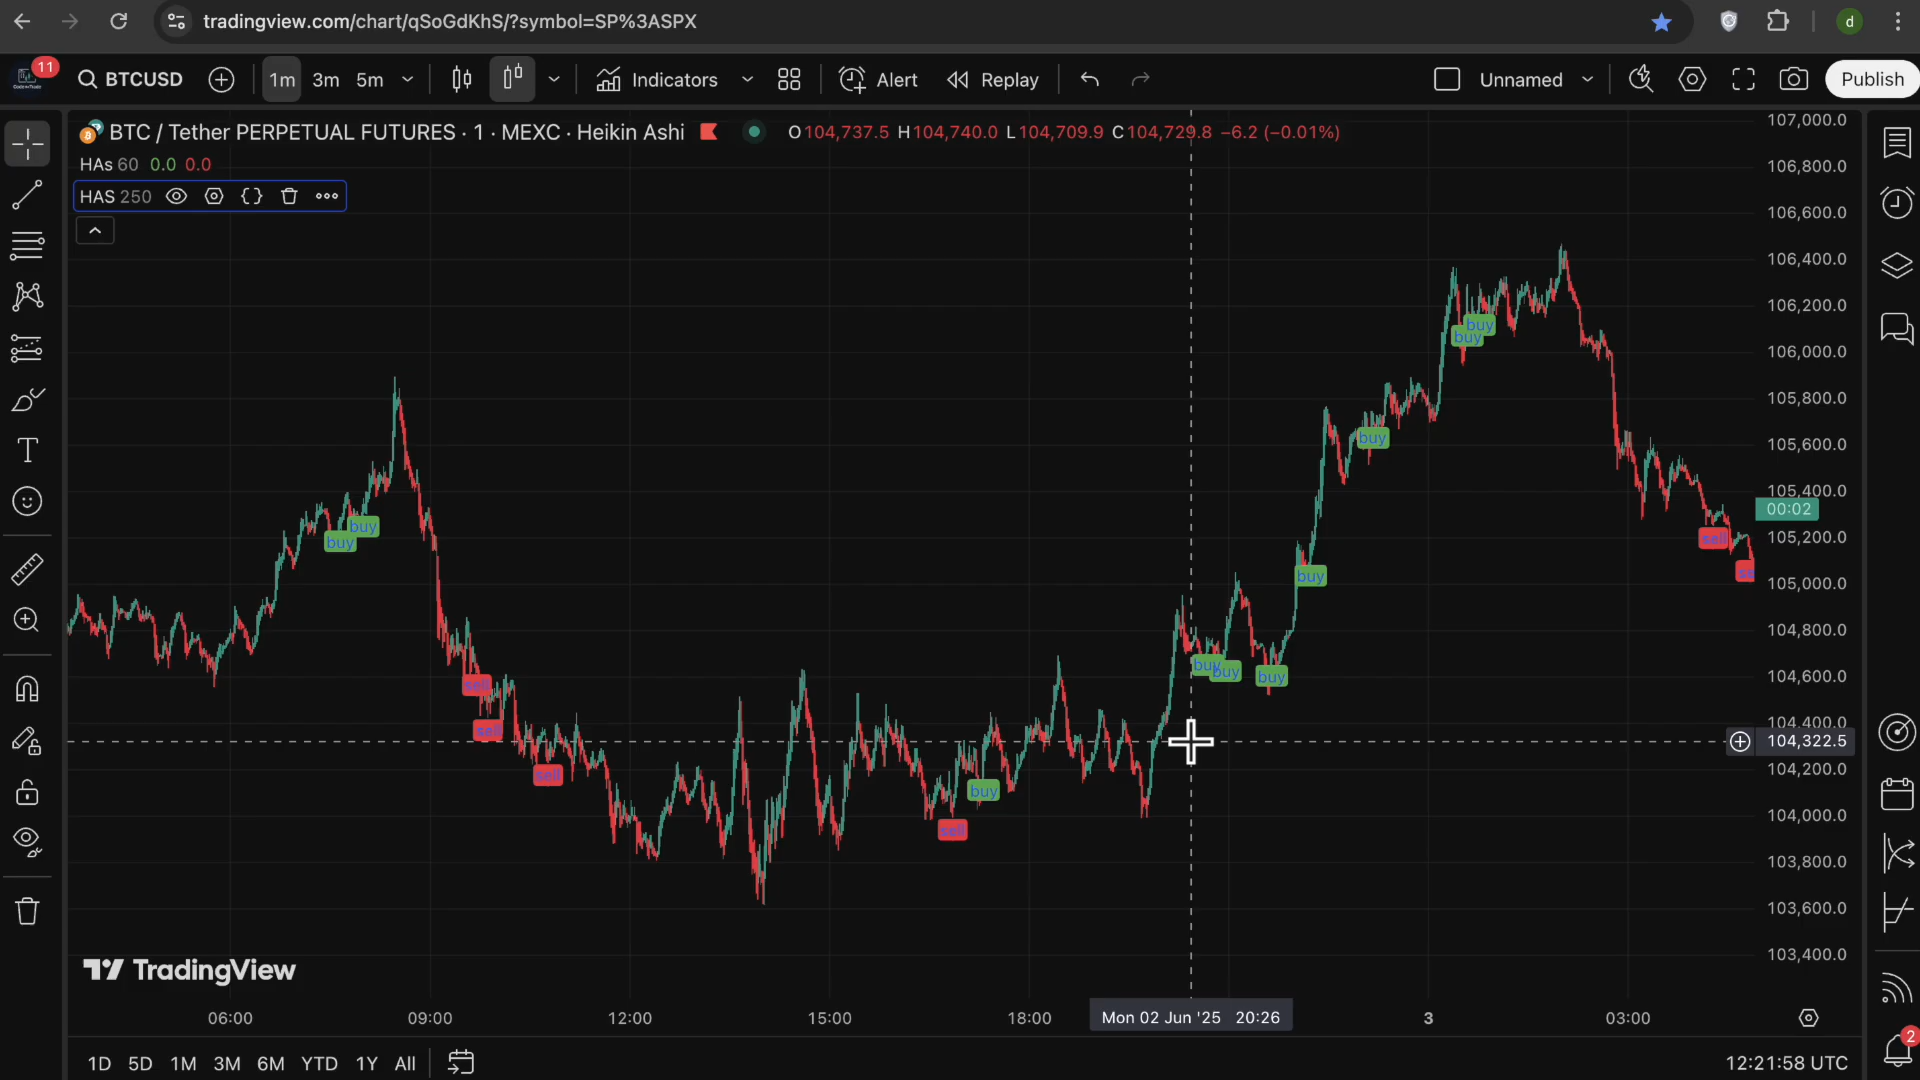 tradingview.com/chart/qSoGdKhS/?symbol=SP%3ASPX
d
11
BTCUSD
1m 3m 5m
Indicators
Alert
Replay
Unnamed
Publish
BTC / Tether PERPETUAL FUTURES · 1 · MEXC · Heikin Ashi
O104,737.5 H104,740.0 L104,709.9 C104,729.8 −6.2 (−0.01%)
HAs 60 0.0 0.0
HAS 250
107,000.0
106,800.0
106,600.0
106,400.0
106,200.0
106,000.0
105,800.0
105,600.0
105,400.0
00:02
105,200.0
105,000.0
104,800.0
104,600.0
104,400.0
104,322.5
104,200.0
104,000.0
103,800.0
103,600.0
103,400.0
buy
buy
buy
buy
buy
buy
sell
buy
sell
buy
buy
buy
sell
sell
sell
buy
sell
TradingView
06:00 09:00 12:00 15:00 18:00 Mon 02 Jun '25 20:26 3 03:00
1D 5D 1M 3M 6M YTD 1Y All
12:21:58 UTC
2